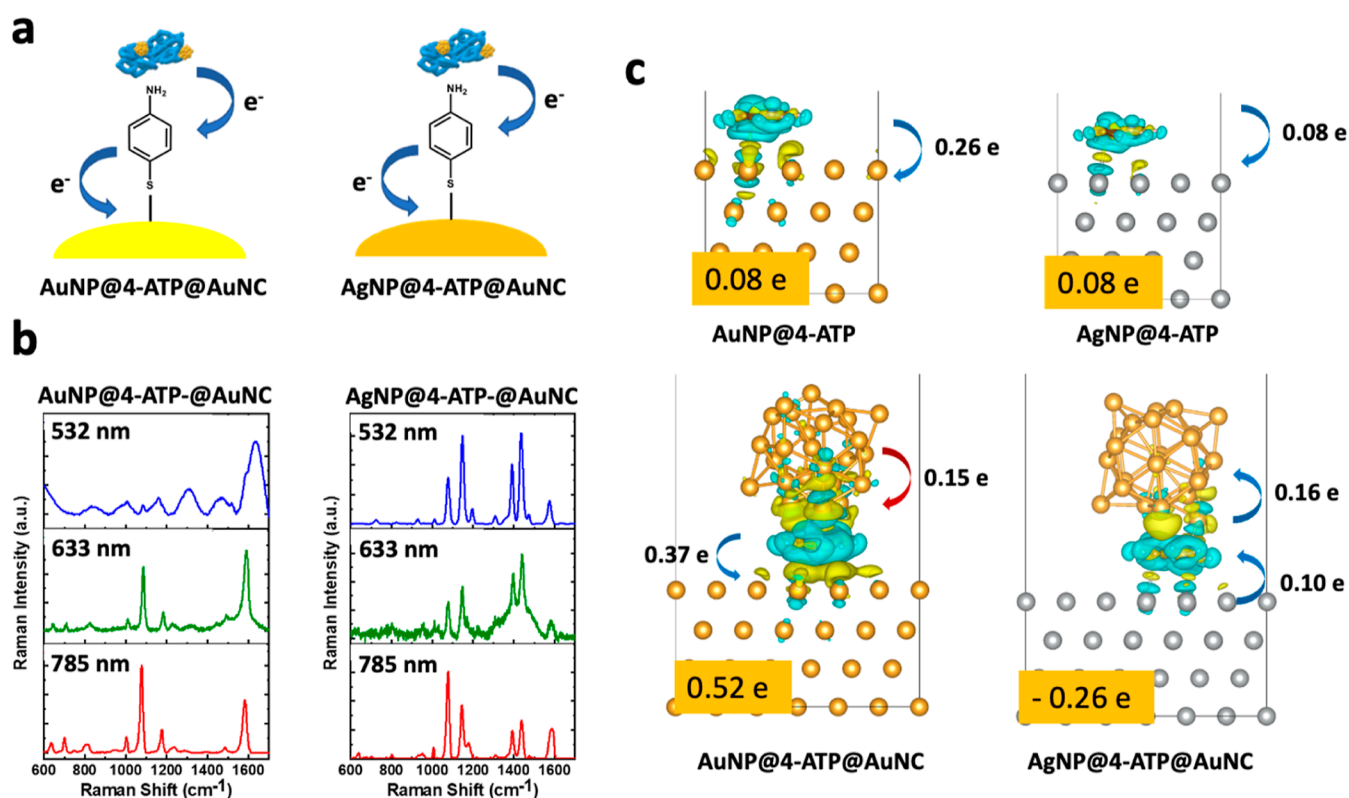 a
NH₂
e⁻
e⁻
S
AuNP@4-ATP@AuNC
NH₂
e⁻
e⁻
S
AgNP@4-ATP@AuNC
b
AuNP@4-ATP-@AuNC
532 nm
633 nm
785 nm
Raman Intensity (a.u.)
600 1000 1200 1400 1600
Raman Shift (cm⁻¹)
AgNP@4-ATP-@AuNC
532 nm
633 nm
785 nm
Raman Intensity (a.u.)
600 1000 1200 1400 1600
Raman Shift (cm⁻¹)
c
0.26 e
0.08 e
AuNP@4-ATP
0.08 e
0.08 e
AgNP@4-ATP
0.15 e
0.37 e
0.52 e
AuNP@4-ATP@AuNC
0.16 e
0.10 e
- 0.26 e
AgNP@4-ATP@AuNC